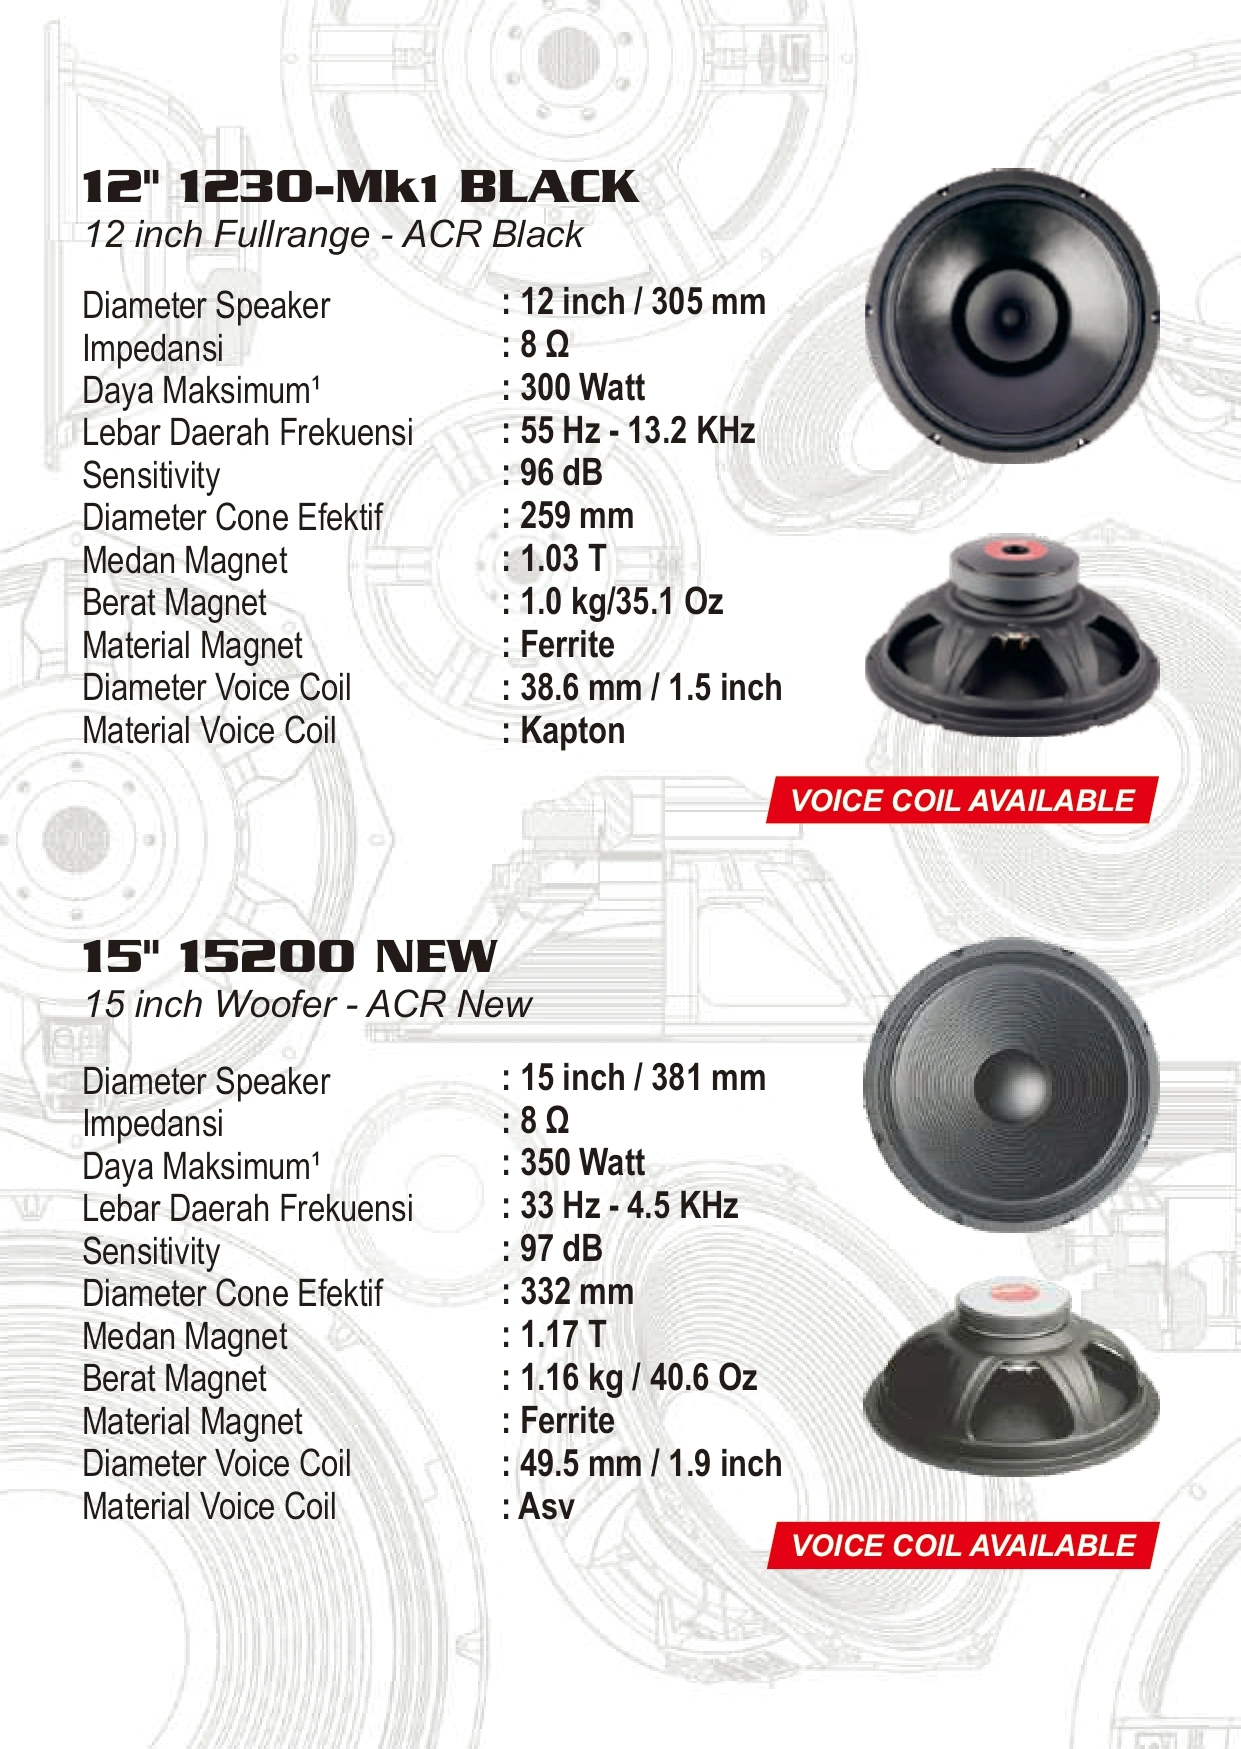 12" 1230-Mk1 BLACK
12 inch Fullrange - ACR Black
Diameter Speaker : 12 inch / 305 mm
Impedansi : 8 Ω
Daya Maksimum¹ : 300 Watt
Lebar Daerah Frekuensi : 55 Hz - 13.2 KHz
Sensitivity : 96 dB
Diameter Cone Efektif : 259 mm
Medan Magnet : 1.03 T
Berat Magnet : 1.0 kg/35.1 Oz
Material Magnet : Ferrite
Diameter Voice Coil : 38.6 mm / 1.5 inch
Material Voice Coil : Kapton
VOICE COIL AVAILABLE
15" 15200 NEW
15 inch Woofer - ACR New
Diameter Speaker : 15 inch / 381 mm
Impedansi : 8 Ω
Daya Maksimum¹ : 350 Watt
Lebar Daerah Frekuensi : 33 Hz - 4.5 KHz
Sensitivity : 97 dB
Diameter Cone Efektif : 332 mm
Medan Magnet : 1.17 T
Berat Magnet : 1.16 kg / 40.6 Oz
Material Magnet : Ferrite
Diameter Voice Coil : 49.5 mm / 1.9 inch
Material Voice Coil : Asv
VOICE COIL AVAILABLE